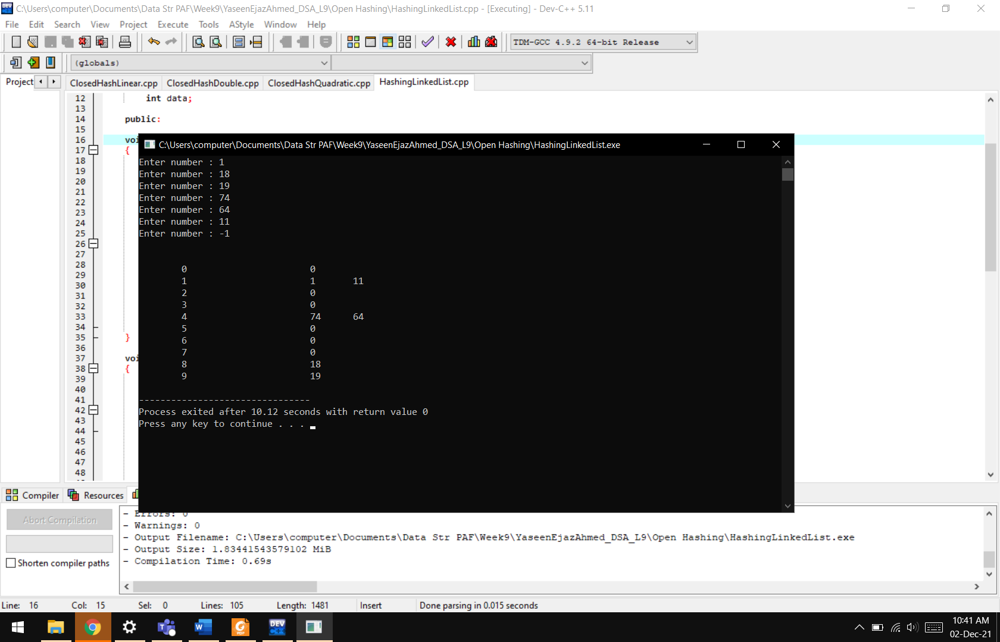 C:\Users\computer\Documents\Data Str PAF\Week9\YaseenEjazAhmed_DSA_L9\Open Hashing\HashingLinkedList.cpp - [Executing] - Dev-C++ 5.11
File Edit Search View Project Execute Tools AStyle Window Help
TDM-GCC 4.9.2 64-bit Release
(globals)
Project ClosedHashLinear.cpp ClosedHashDouble.cpp ClosedHashQuadratic.cpp HashingLinkedList.cpp
12 int data;
13
14 public:
15
16 voi
17 {
18
19
20
21
22
23
24
25
26
27
28
29
30
31
32
33
34
35 }
36
37 voi
38 {
39
40
41
42
43
44
45
46
47
48
C:\Users\computer\Documents\Data Str PAF\Week9\YaseenEjazAhmed_DSA_L9\Open Hashing\HashingLinkedList.exe
Enter number : 1
Enter number : 18
Enter number : 19
Enter number : 74
Enter number : 64
Enter number : 11
Enter number : -1
0 0
1 1 11
2 0
3 0
4 74 64
5 0
6 0
7 0
8 18
9 19
--------------------------------
Process exited after 10.12 seconds with return value 0
Press any key to continue . . .
Compiler Resources
Abort Compilation
Shorten compiler paths
- Errors: 0
- Warnings: 0
- Output Filename: C:\Users\computer\Documents\Data Str PAF\Week9\YaseenEjazAhmed_DSA_L9\Open Hashing\HashingLinkedList.exe
- Output Size: 1.83441543579102 MiB
- Compilation Time: 0.69s
Line: 16 Col: 15 Sel: 0 Lines: 105 Length: 1481 Insert Done parsing in 0.015 seconds
10:41 AM
02-Dec-21